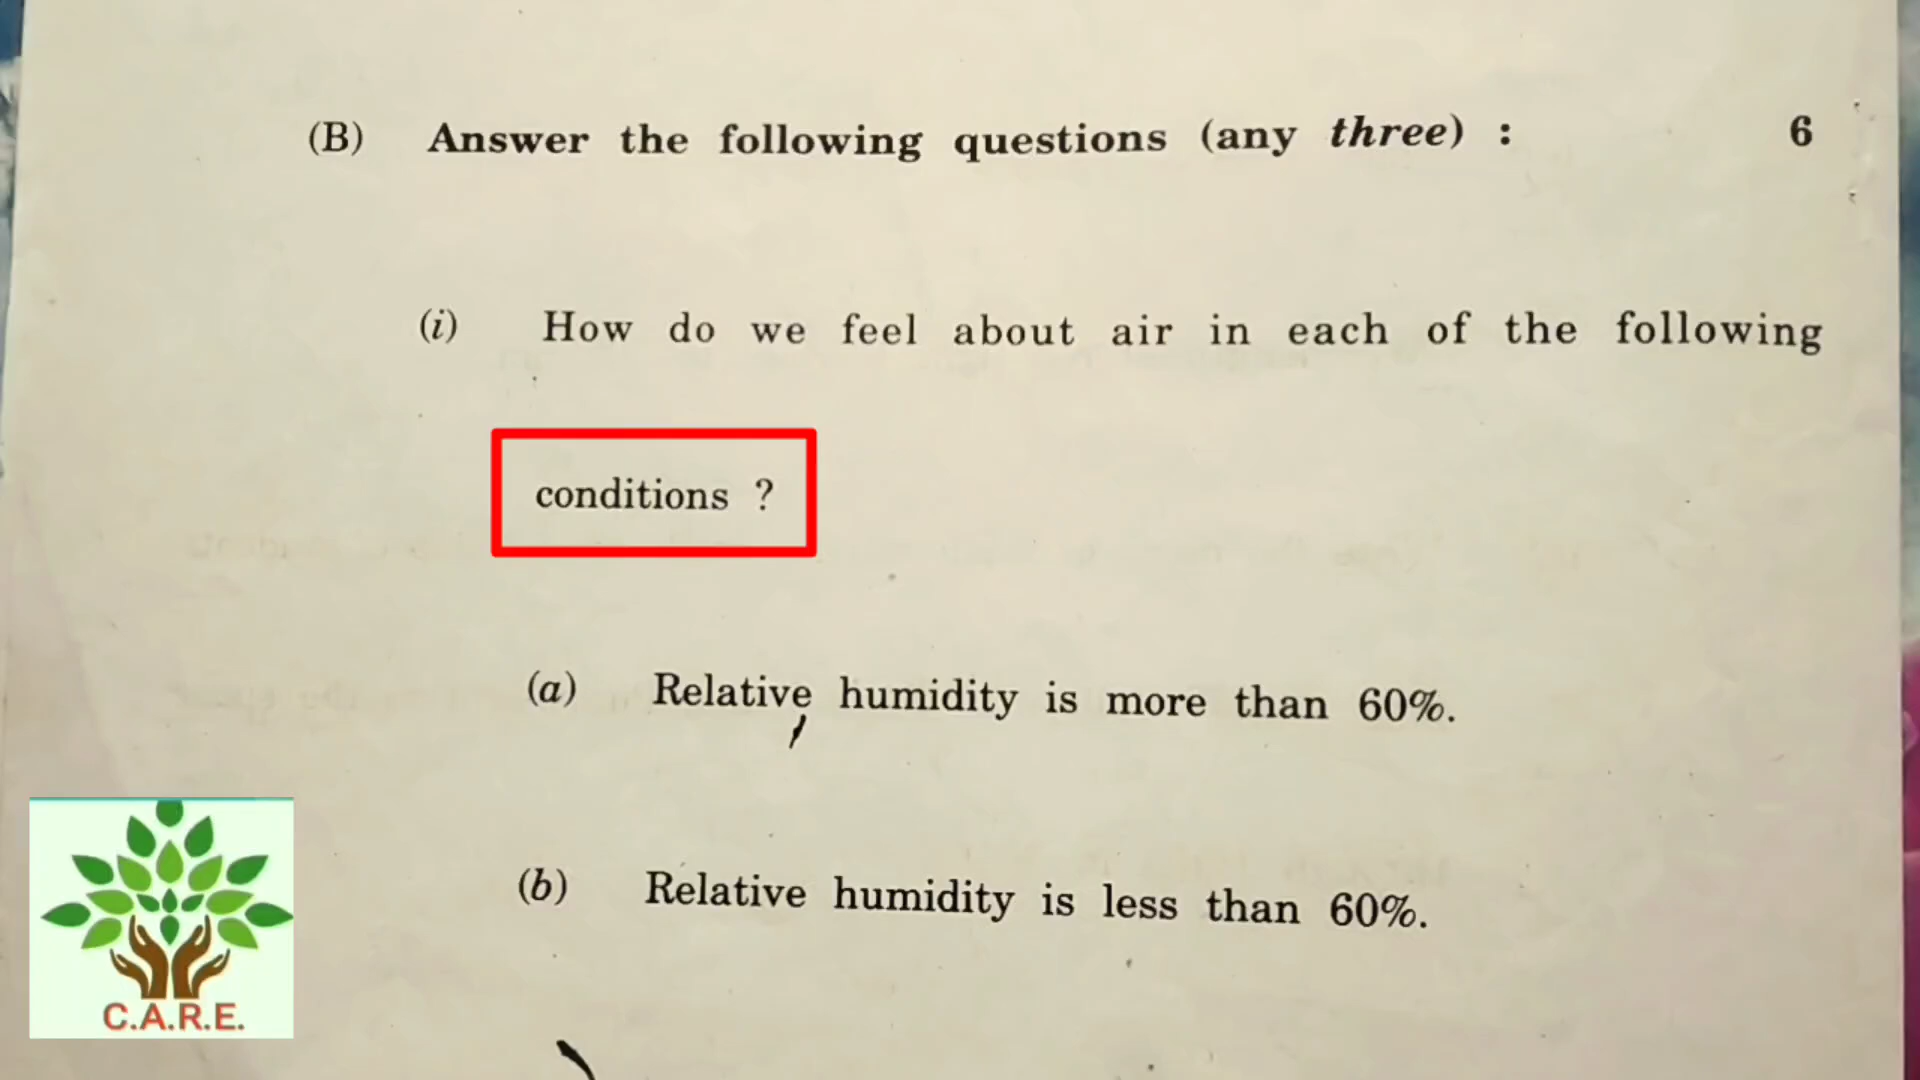 (B) Answer the following questions (any three) : 6
(i) How do we feel about air in each of the following
conditions ?
(a) Relative humidity is more than 60%.
(b) Relative humidity is less than 60%.
C.A.R.E.